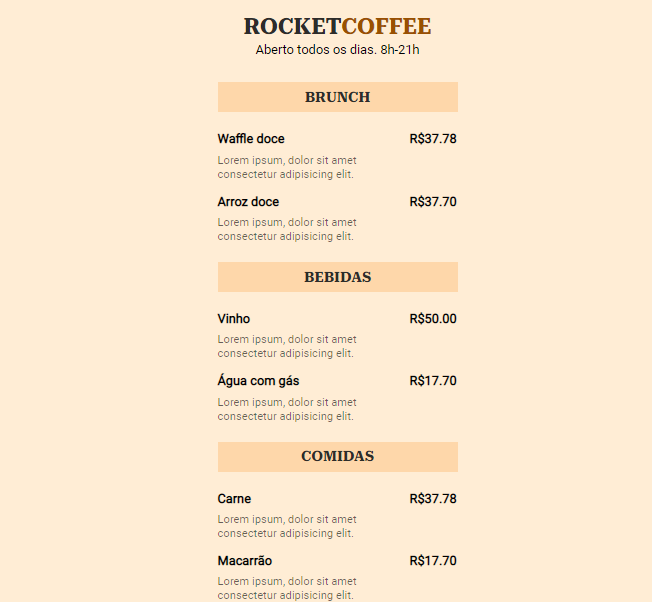 ROCKETCOFFEE
Aberto todos os dias. 8h-21h
BRUNCH
Waffle doce R$37.78
Lorem ipsum, dolor sit amet
consectetur adipisicing elit.
Arroz doce R$37.70
Lorem ipsum, dolor sit amet
consectetur adipisicing elit.
BEBIDAS
Vinho R$50.00
Lorem ipsum, dolor sit amet
consectetur adipisicing elit.
Água com gás R$17.70
Lorem ipsum, dolor sit amet
consectetur adipisicing elit.
COMIDAS
Carne R$37.78
Lorem ipsum, dolor sit amet
consectetur adipisicing elit.
Macarrão R$17.70
Lorem ipsum, dolor sit amet
consectetur adipisicing elit.